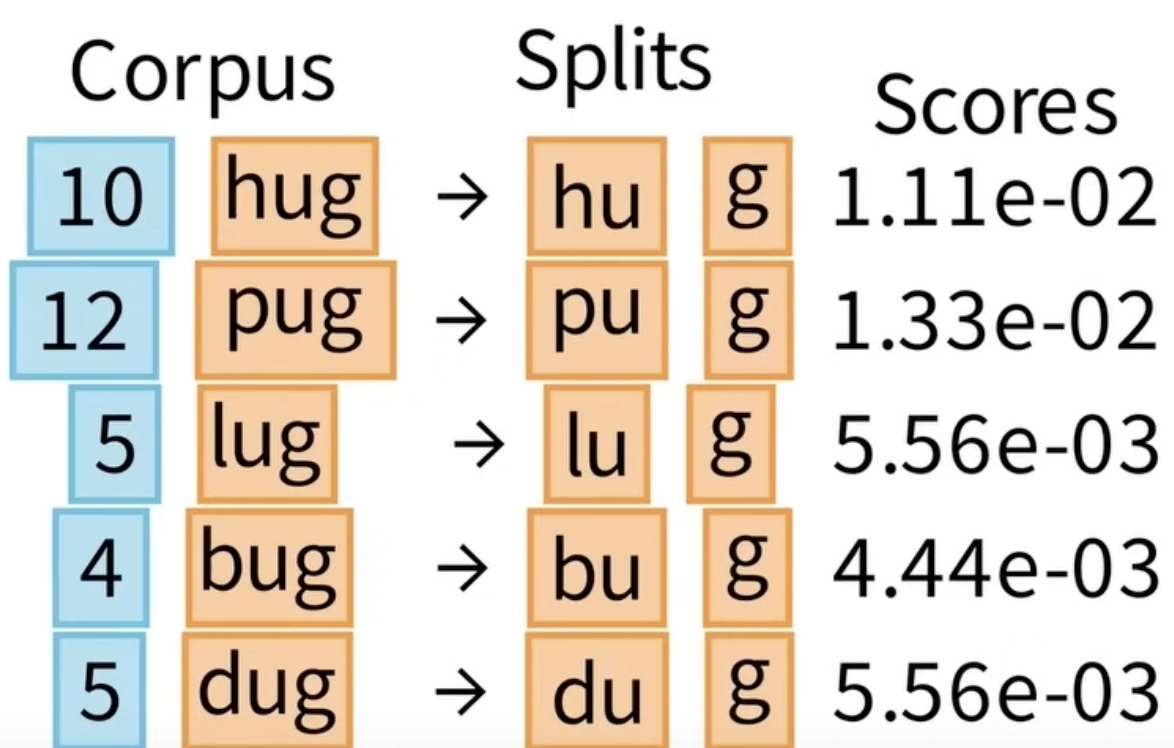 Corpus Splits Scores
10 hug → hu g 1.11e-02
12 pug → pu g 1.33e-02
5 lug → lu g 5.56e-03
4 bug → bu g 4.44e-03
5 dug → du g 5.56e-03